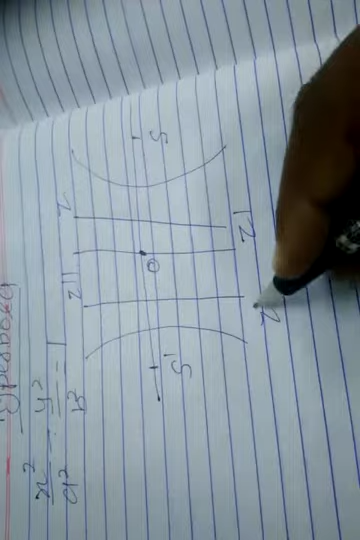 Hyperbola
x² / a² - y² / B² = 1
S
Z
Z'
O
Z"
S'